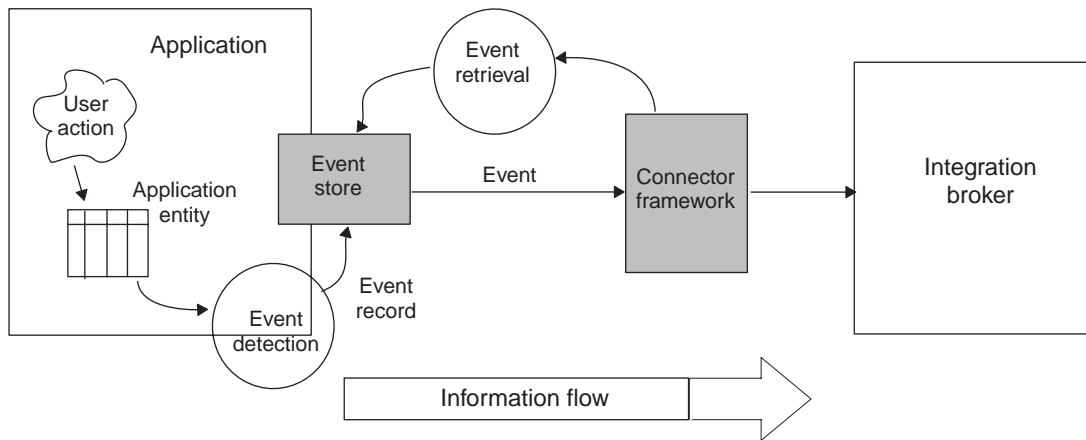 Application
User
action
Application
entity
Event
detection
Event
record
Event
store
Event
retrieval
Event
Connector
framework
Integration
broker
Information flow